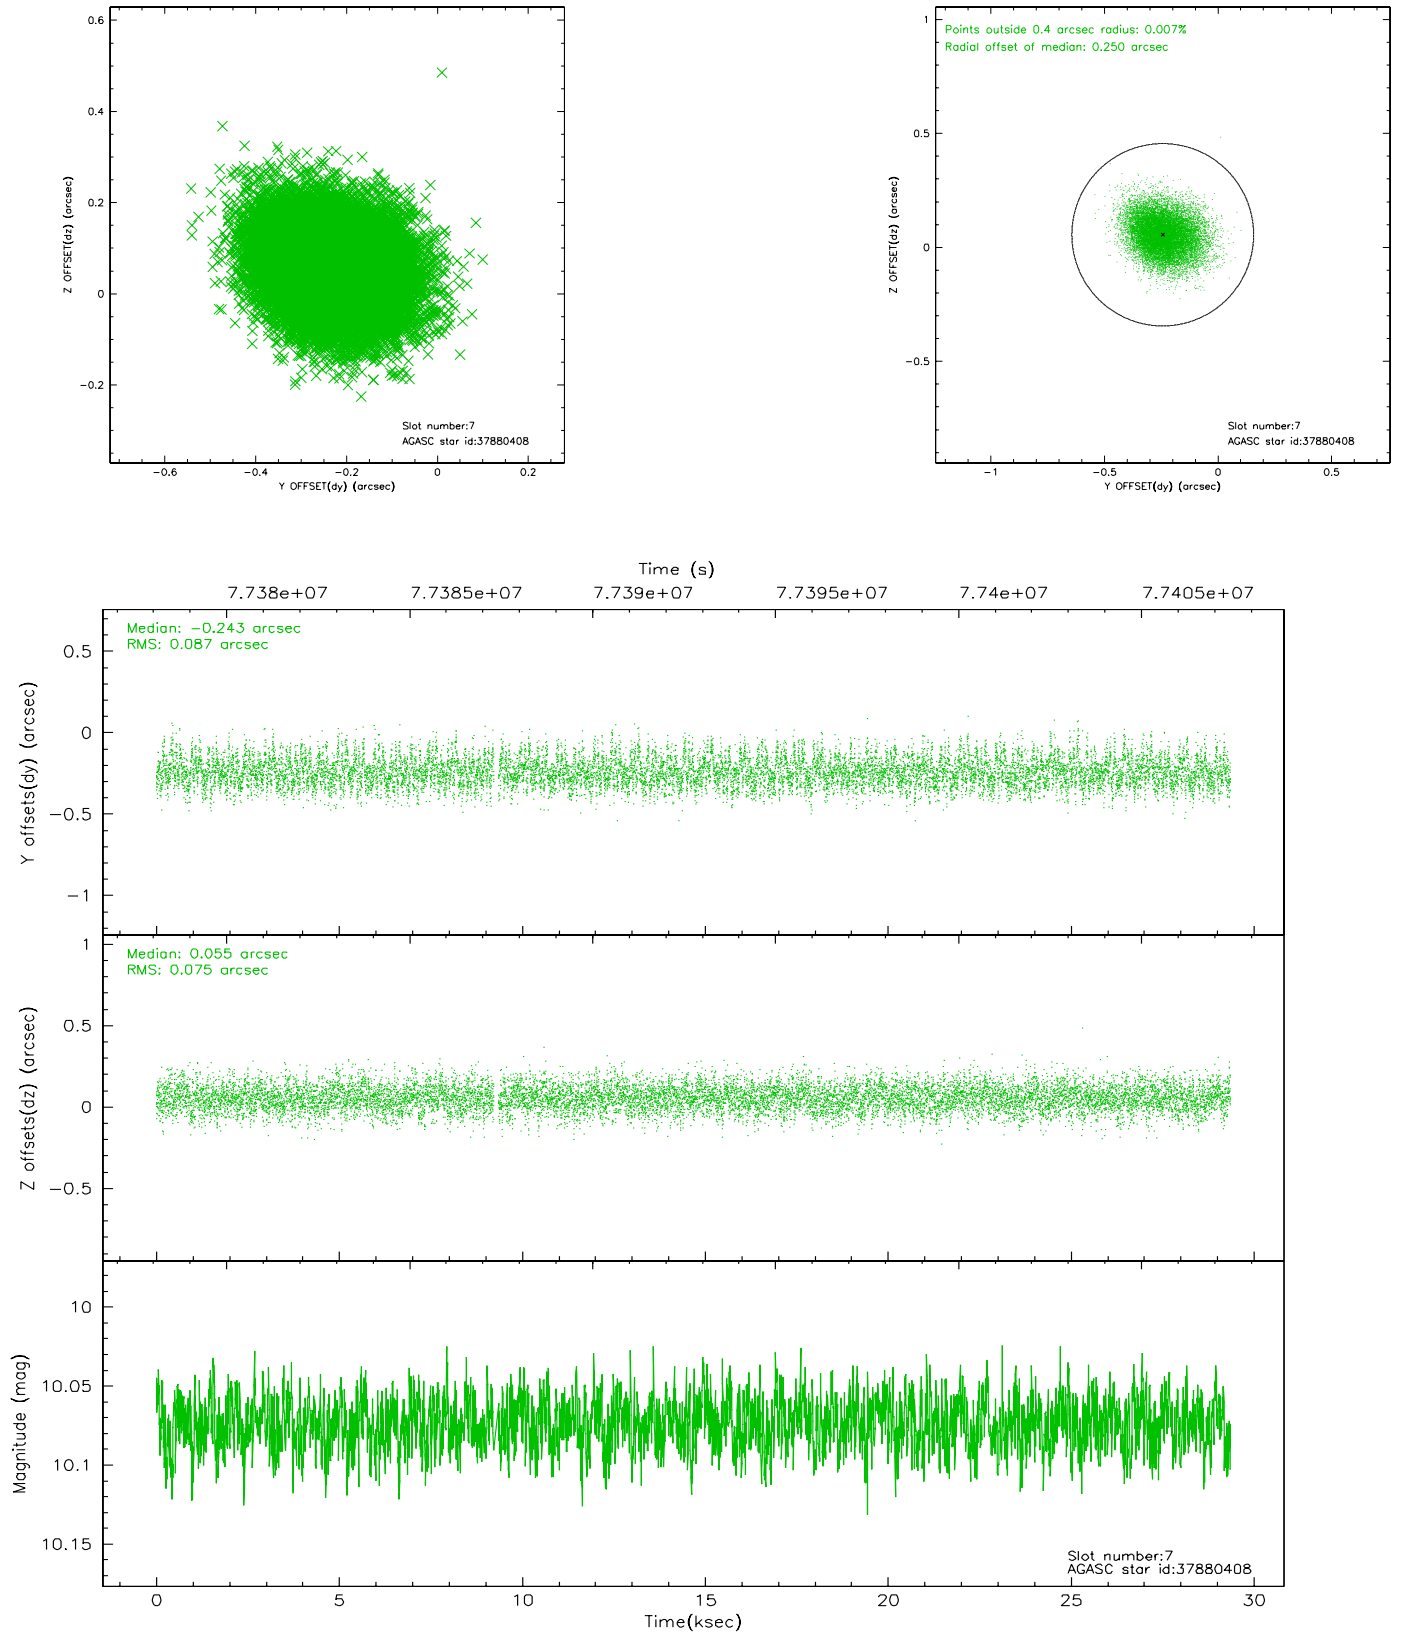 0.6
0.4
0.2
0
−0.2
Z OFFSET(dz) (arcsec)
Slot number:7
AGASC star id:37880408
−0.6
−0.4
−0.2
0
0.2
Y OFFSET(dy) (arcsec)
1
0.5
0
−0.5
Z OFFSET(dz) (arcsec)
Points outside 0.4 arcsec radius: 0.007%
Radial offset of median: 0.250 arcsec
Slot number:7
AGASC star id:37880408
−1
−0.5
0
0.5
Y OFFSET(dy) (arcsec)
Time (s)
7.738e+07
7.7385e+07
7.739e+07
7.7395e+07
7.74e+07
7.7405e+07
Median: −0.243 arcsec
RMS: 0.087 arcsec
0.5
0
−0.5
−1
Y offsets(dy) (arcsec)
Median: 0.055 arcsec
RMS: 0.075 arcsec
1
0.5
0
−0.5
Z offsets(dz) (arcsec)
10
10.05
10.1
10.15
Magnitude (mag)
Slot number:7
AGASC star id:37880408
0
5
10
15
20
25
30
Time(ksec)